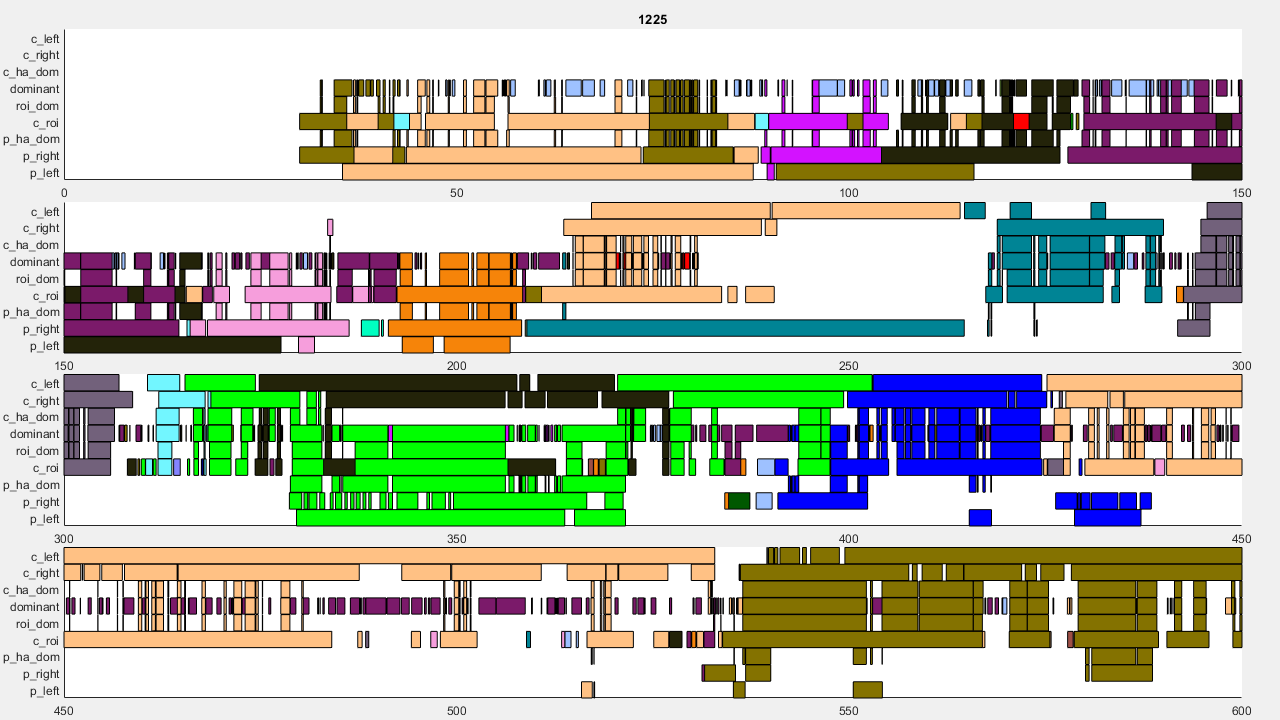 1225
c_left
c_right
c_ha_dom
dominant
roi_dom
c_roi
p_ha_dom
p_right
p_left
0 50 100 150
c_left
c_right
c_ha_dom
dominant
roi_dom
c_roi
p_ha_dom
p_right
p_left
150 200 250 300
c_left
c_right
c_ha_dom
dominant
roi_dom
c_roi
p_ha_dom
p_right
p_left
300 350 400 450
c_left
c_right
c_ha_dom
dominant
roi_dom
c_roi
p_ha_dom
p_right
p_left
450 500 550 600